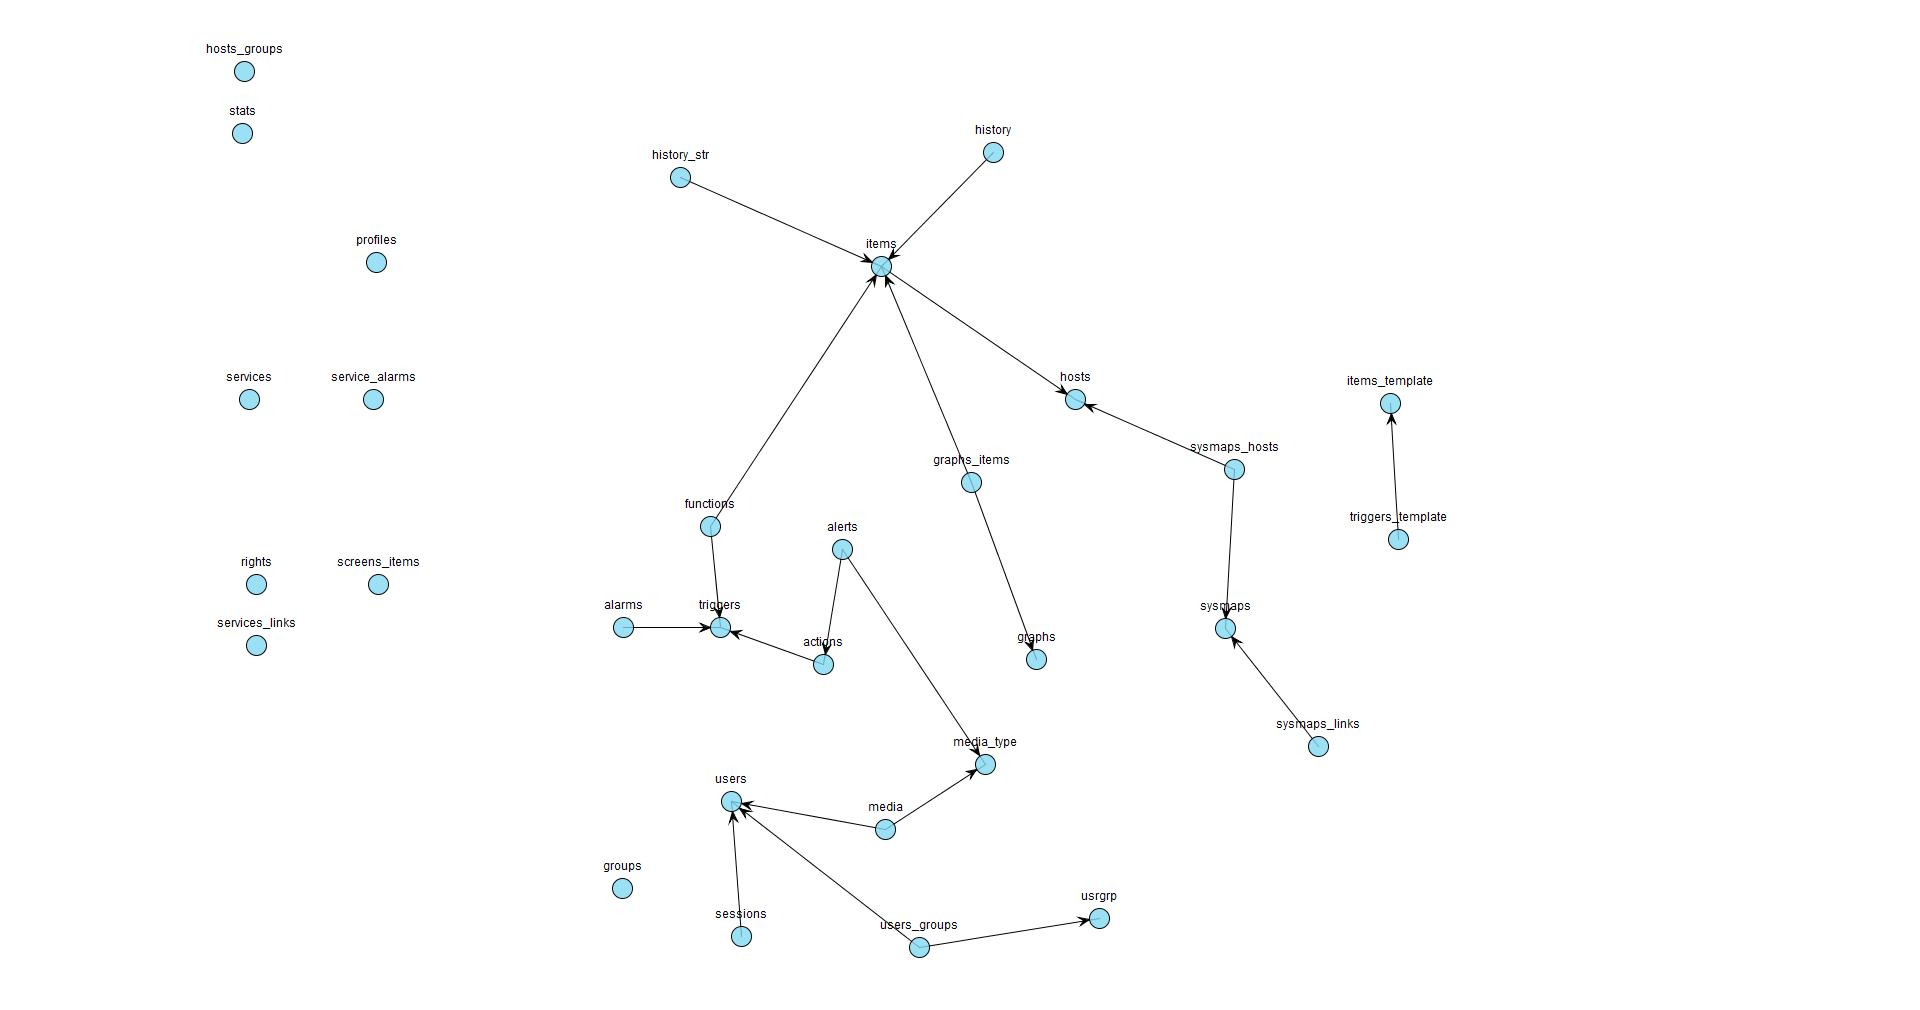 hosts_groups
stats
history
history_str
profiles
items
services
service_alarms
hosts
items_template
sysmaps_hosts
graphs_items
functions
triggers_template
alerts
rights
screens_items
alarms
triggers
sysmaps
services_links
actions
graphs
sysmaps_links
media_type
users
media
groups
usrgrp
sessions
users_groups